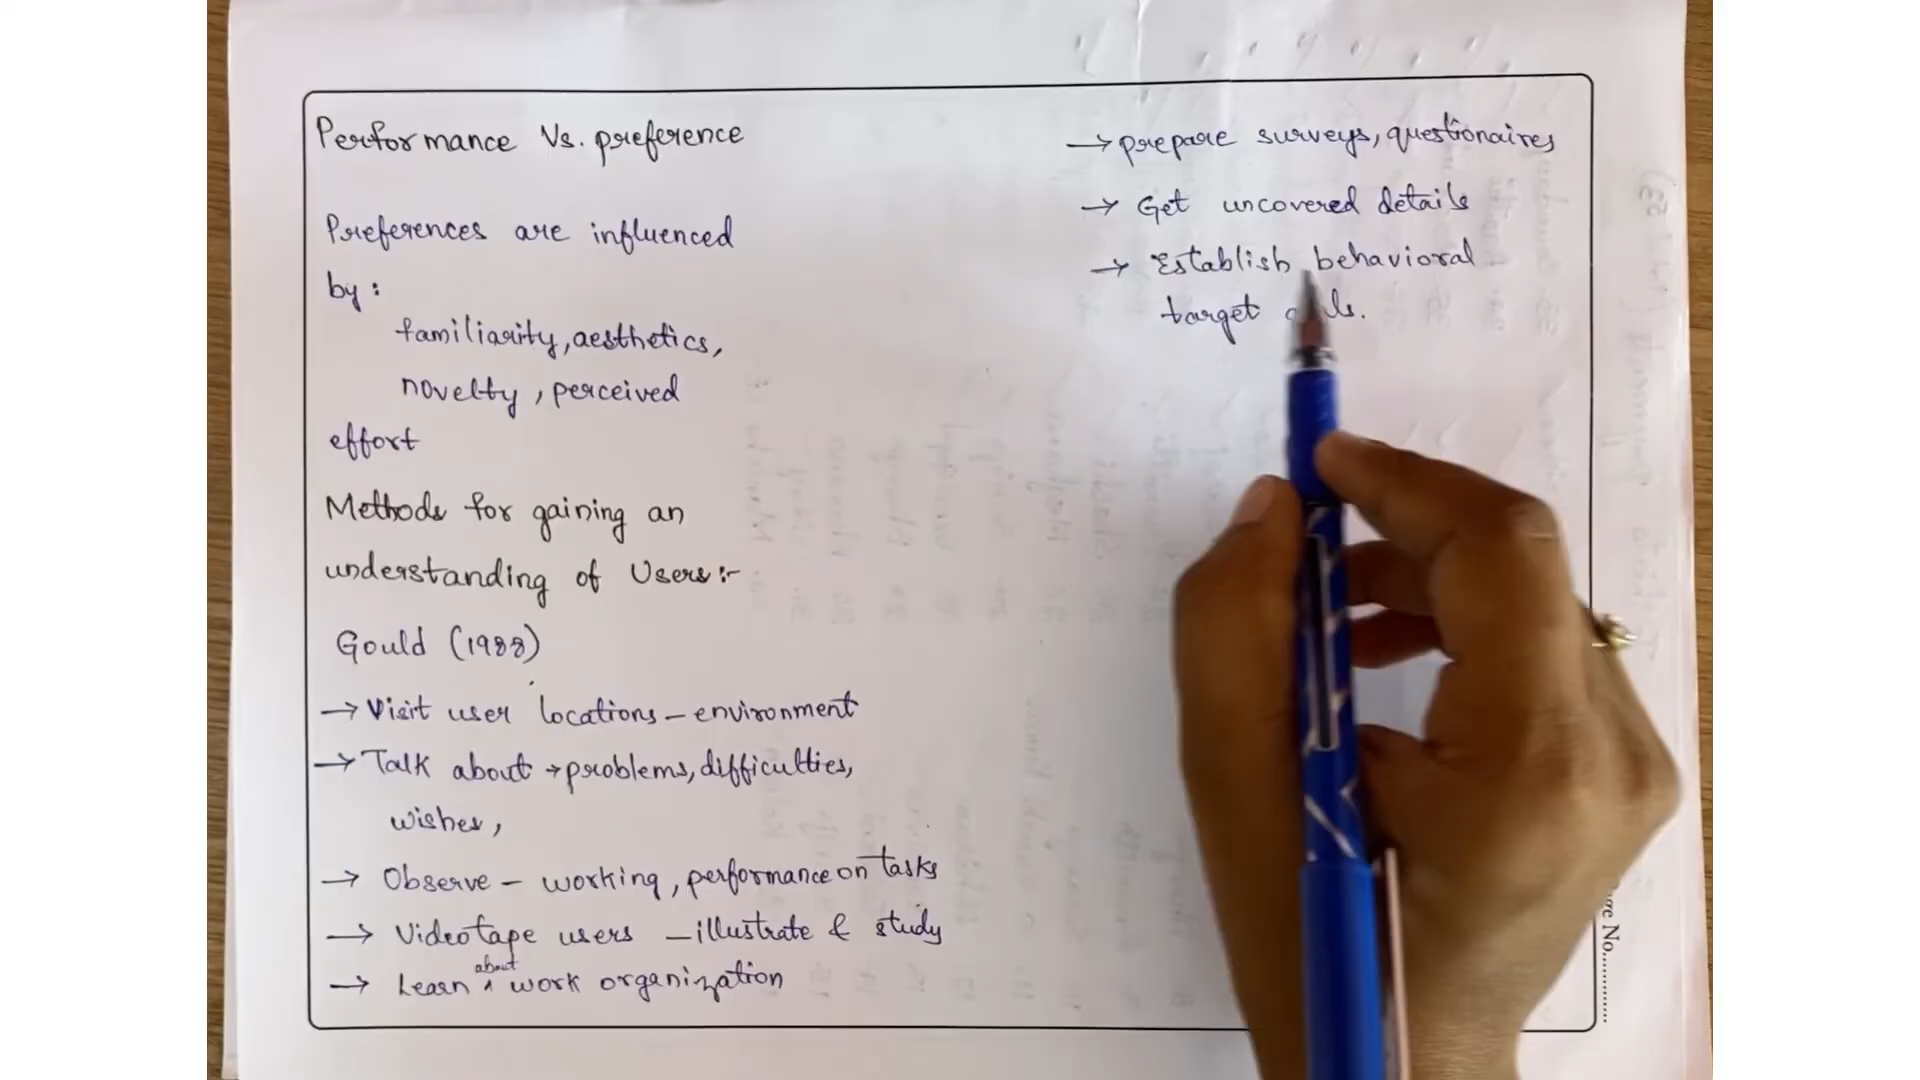 Performance Vs. preference
Preferences are influenced
by:
familiarity, aesthetics,
novelty, perceived
effort
Methods for gaining an
understanding of Users:-
Gould (1988)
→ Visit user locations - environment
→ Talk about → problems, difficulties,
wishes,
→ Observe - working, performance on tasks
→ Videotape users - illustrate & study
→ Learn about work organization
→ prepare surveys, questionaires
→ Get uncovered details
→ Establish behavioral
target
No.............